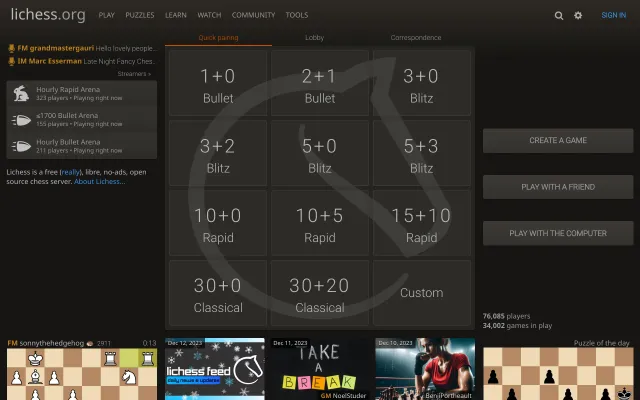 lichess.org PLAY PUZZLES LEARN WATCH COMMUNITY TOOLS SIGN IN
FM grandmastergauri Hello lovely people...
IM Marc Esserman Late Night Fancy Ches...
Streamers »
Hourly Rapid Arena
323 players • Playing right now
≤1700 Bullet Arena
155 players • Playing right now
Hourly Bullet Arena
211 players • Playing right now
Lichess is a free (really), libre, no-ads, open
source chess server. About Lichess...
Quick pairing Lobby Correspondence
1+0
Bullet
2+1
Bullet
3+0
Blitz
3+2
Blitz
5+0
Blitz
5+3
Blitz
10+0
Rapid
10+5
Rapid
15+10
Rapid
30+0
Classical
30+20
Classical
Custom
CREATE A GAME
PLAY WITH A FRIEND
PLAY WITH THE COMPUTER
76,085 players
34,002 games in play
FM sonnythehedgehog 2911 0:13
Dec 12, 2023
lichess feed
daily news & updates
Dec 11, 2023
TAKE
A
BREAK
GM NoelStuder
Dec 10, 2023
BenjiPortheault
Puzzle of the day